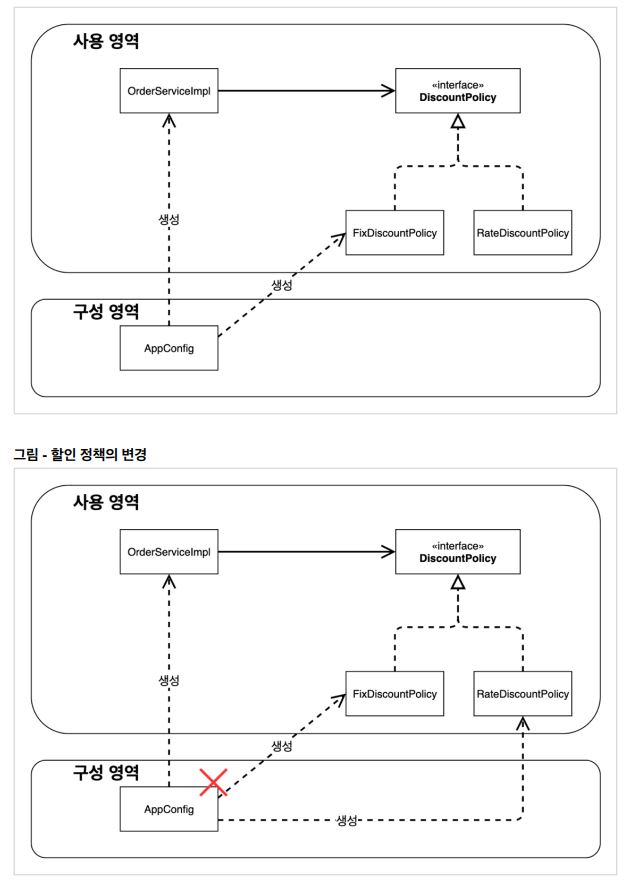 사용 영역
OrderServiceImpl
«interface»
DiscountPolicy
생성
FixDiscountPolicy
RateDiscountPolicy
생성
구성 영역
AppConfig
그림 - 할인 정책의 변경
사용 영역
OrderServiceImpl
«interface»
DiscountPolicy
생성
FixDiscountPolicy
RateDiscountPolicy
생성
구성 영역
AppConfig
생성